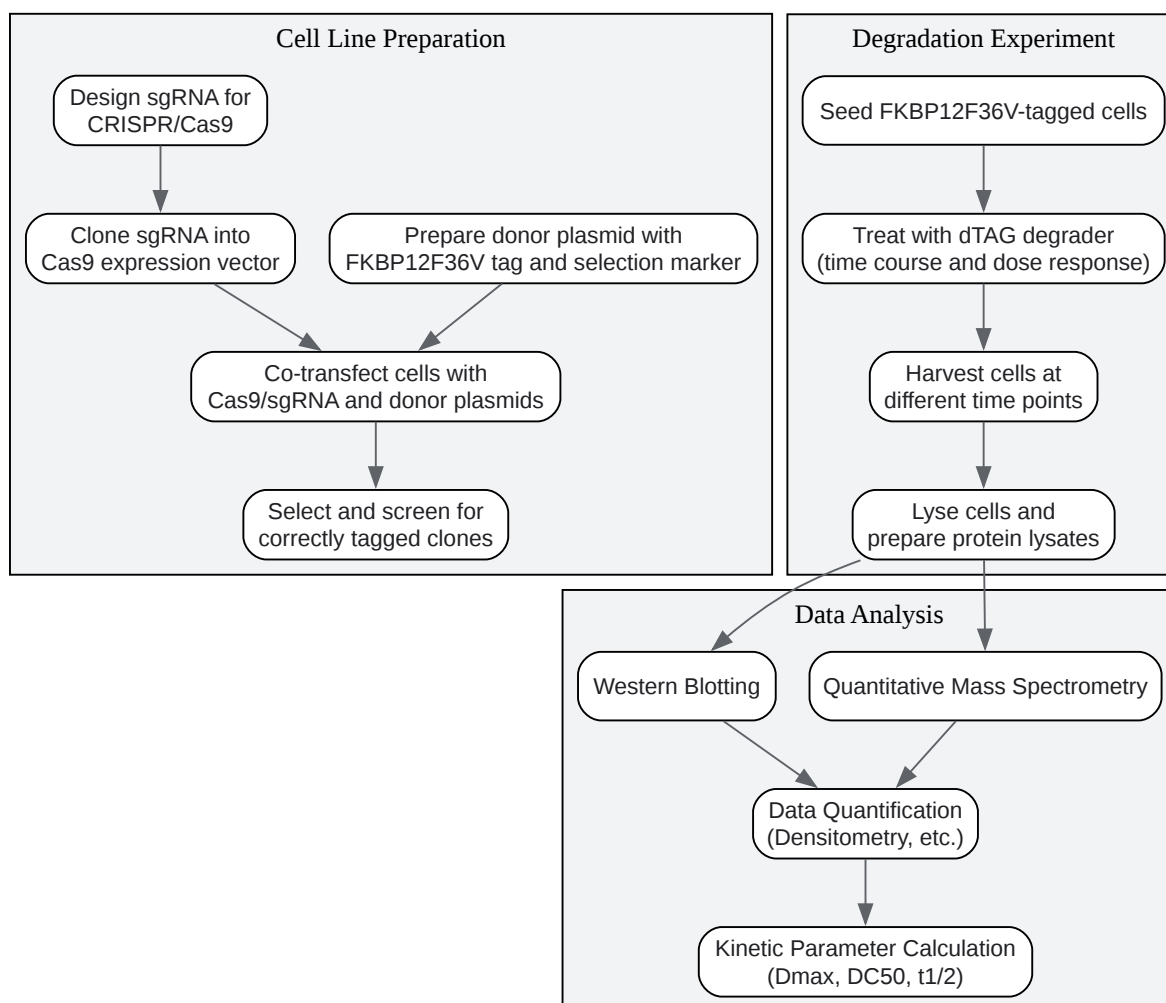 Cell Line Preparation
Design sgRNA for
CRISPR/Cas9
Clone sgRNA into
Cas9 expression vector
Prepare donor plasmid with
FKBP12F36V tag and selection marker
Co-transfect cells with
Cas9/sgRNA and donor plasmids
Select and screen for
correctly tagged clones
Degradation Experiment
Seed FKBP12F36V-tagged cells
Treat with dTAG degrader
(time course and dose response)
Harvest cells at
different time points
Lyse cells and
prepare protein lysates
Data Analysis
Western Blotting
Quantitative Mass Spectrometry
Data Quantification
(Densitometry, etc.)
Kinetic Parameter Calculation
(Dmax, DC50, t1/2)